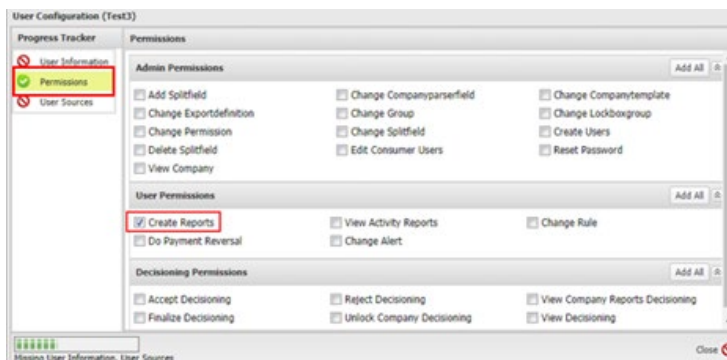 User Configuration (Test3)
Progress Tracker
User Information
Permissions
User Sources
Permissions
Admin Permissions
Add All
Add Splitfield
Change Companyparserfield
Change Companytemplate
Change Exportdefinition
Change Group
Change Lockboxgroup
Change Permission
Change Splitfield
Create Users
Delete Splitfield
Edit Consumer Users
Reset Password
View Company
User Permissions
Add All
Create Reports
View Activity Reports
Change Rule
Do Payment Reversal
Change Alert
Decisioning Permissions
Add All
Accept Decisioning
Reject Decisioning
View Company Reports Decisioning
Finalize Decisioning
Unlock Company Decisioning
View Decisioning
Missing User Information, User Sources
Close